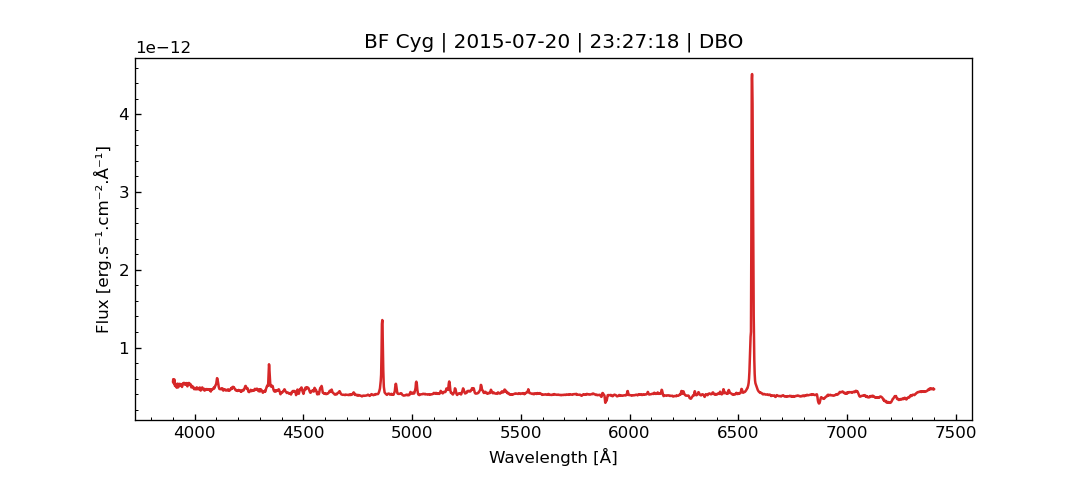 BF Cyg | 2015-07-20 | 23:27:18 | DBO
1e−12
4
3
2
1
Flux [erg.s⁻¹.cm⁻².Å⁻¹]
4000 4500 5000 5500 6000 6500 7000 7500
Wavelength [Å]